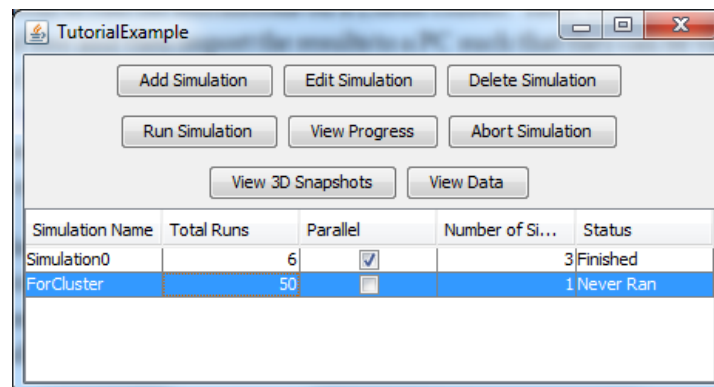 TutorialExample
Add Simulation Edit Simulation Delete Simulation
Run Simulation View Progress Abort Simulation
View 3D Snapshots View Data
Simulation Name Total Runs Parallel Number of Si... Status
Simulation0 6 3 Finished
ForCluster 50 1 Never Ran